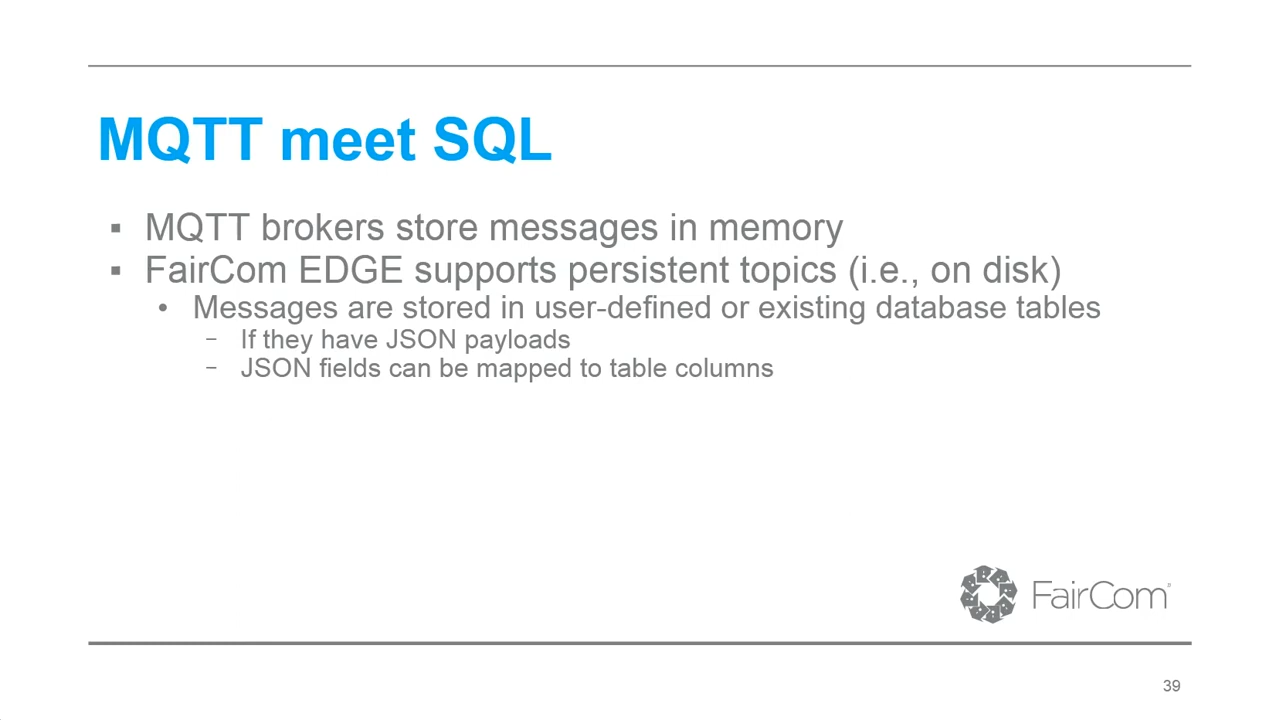 MQTT meet SQL
▪ MQTT brokers store messages in memory
▪ FairCom EDGE supports persistent topics (i.e., on disk)
• Messages are stored in user-defined or existing database tables
− If they have JSON payloads
− JSON fields can be mapped to table columns
FairCom
39